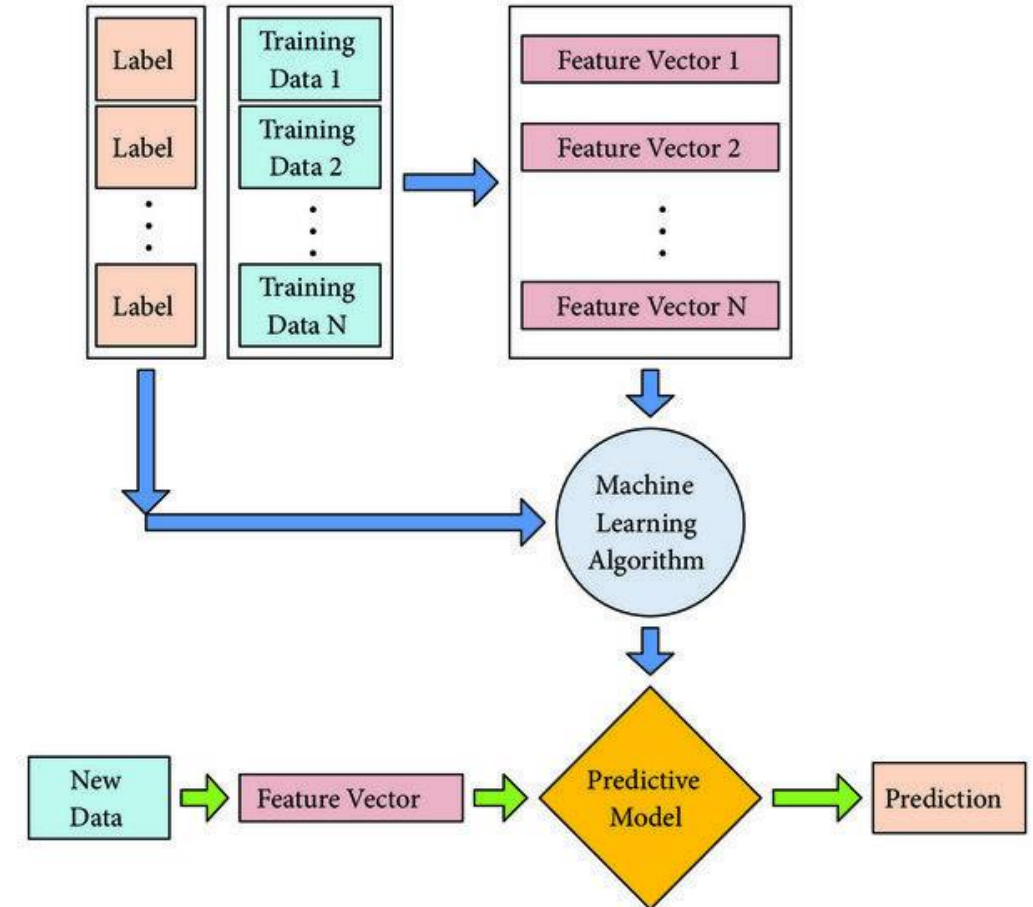 Label
Training
Data 1
Feature Vector 1
Label
Training
Data 2
Feature Vector 2
Label
Training
Data N
Feature Vector N
Machine
Learning
Algorithm
New
Data
Feature Vector
Predictive
Model
Prediction